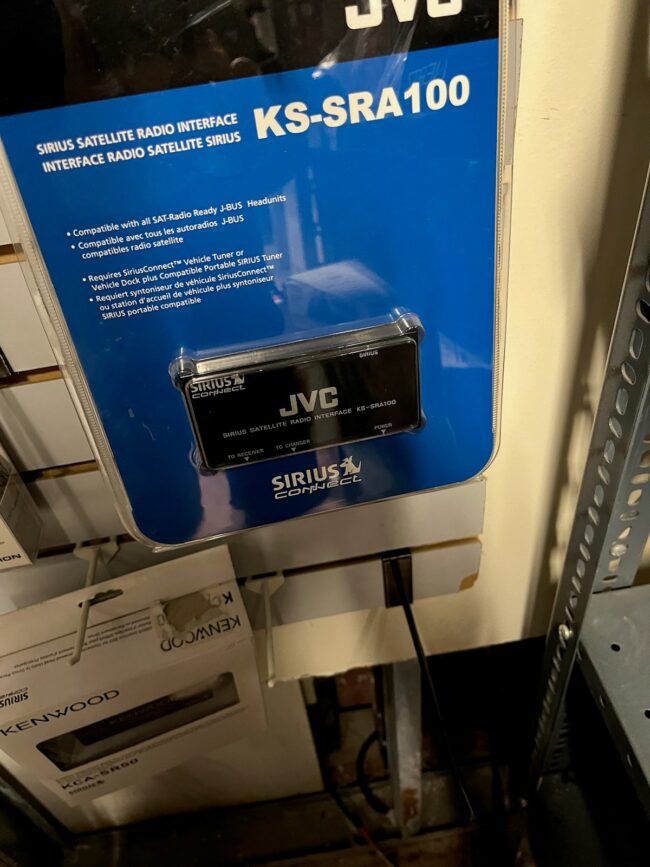 JVC
SIRIUS SATELLITE RADIO INTERFACE
INTERFACE RADIO SATELLITE SIRIUS
KS-SRA100
• Compatible with all SAT-Radio Ready J-BUS Headunits
• Compatible avec tous les autoradios J-BUS
compatibles radio satellite
• Requires SiriusConnect™ Vehicle Tuner or
Vehicle Dock plus Compatible Portable SIRIUS Tuner
• Requiert syntoniseur de véhicule SiriusConnect™
ou station d'accueil de véhicule plus syntoniseur
SIRIUS portable compatible
SIRIUS
SIRIUS
CONNECT
JVC
SIRIUS SATELLITE RADIO INTERFACE KS-SRA100
TO RECEIVER
TO CHANGER
POWER
SIRIUS
CONNECT
KENWOOD
SIRIUS
KENWOOD
KCA-SR50
SIRIUS